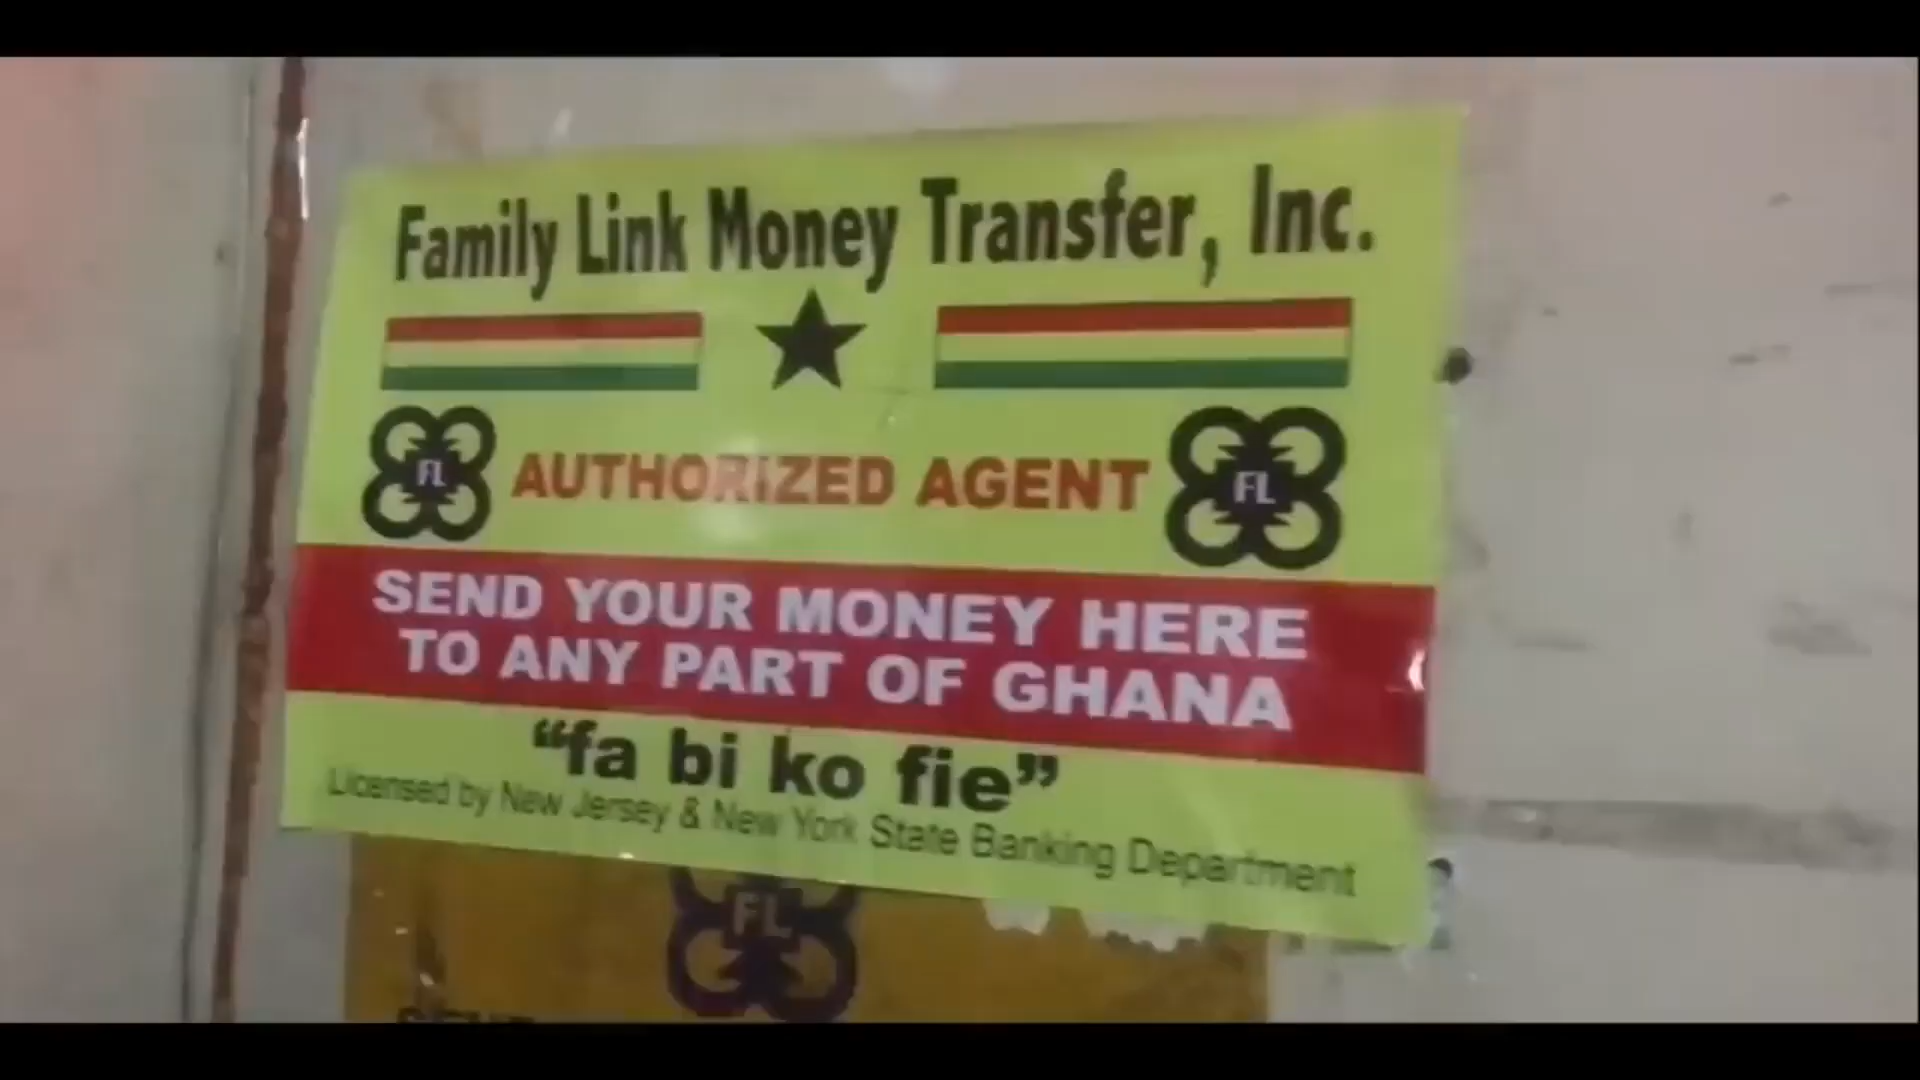 Family Link Money Transfer, Inc.
FL AUTHORIZED AGENT FL
SEND YOUR MONEY HERE
TO ANY PART OF GHANA
“fa bi ko fie”
Licensed by New Jersey & New York State Banking Department
FL